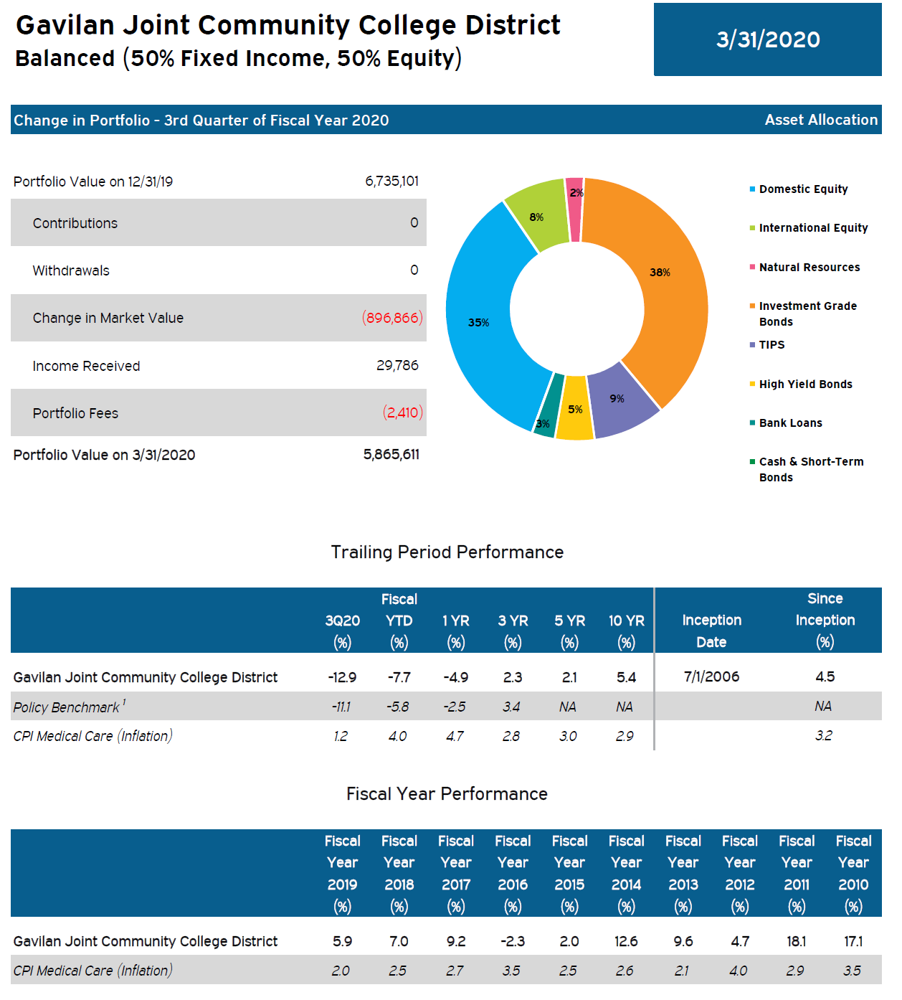 Gavilan Joint Community College District
Balanced (50% Fixed Income, 50% Equity)
3/31/2020
Change in Portfolio - 3rd Quarter of Fiscal Year 2020 Asset Allocation
Portfolio Value on 12/31/19 6,735,101
Contributions 0
Withdrawals 0
Change in Market Value (896,866)
Income Received 29,786
Portfolio Fees (2,410)
Portfolio Value on 3/31/2020 5,865,611
2%
8%
38%
35%
9%
5%
3%
Domestic Equity
International Equity
Natural Resources
Investment Grade
Bonds
TIPS
High Yield Bonds
Bank Loans
Cash & Short-Term
Bonds
Trailing Period Performance
Fiscal Since
3Q20 YTD 1 YR 3 YR 5 YR 10 YR Inception Inception
(%) (%) (%) (%) (%) (%) Date (%)
Gavilan Joint Community College District -12.9 -7.7 -4.9 2.3 2.1 5.4 7/1/2006 4.5
Policy Benchmark 1 -11.1 -5.8 -2.5 3.4 NA NA NA
CPI Medical Care (Inflation) 1.2 4.0 4.7 2.8 3.0 2.9 3.2
Fiscal Year Performance
Fiscal Fiscal Fiscal Fiscal Fiscal Fiscal Fiscal Fiscal Fiscal Fiscal
Year Year Year Year Year Year Year Year Year Year
2019 2018 2017 2016 2015 2014 2013 2012 2011 2010
(%) (%) (%) (%) (%) (%) (%) (%) (%) (%)
Gavilan Joint Community College District 5.9 7.0 9.2 -2.3 2.0 12.6 9.6 4.7 18.1 17.1
CPI Medical Care (Inflation) 2.0 2.5 2.7 3.5 2.5 2.6 2.1 4.0 2.9 3.5